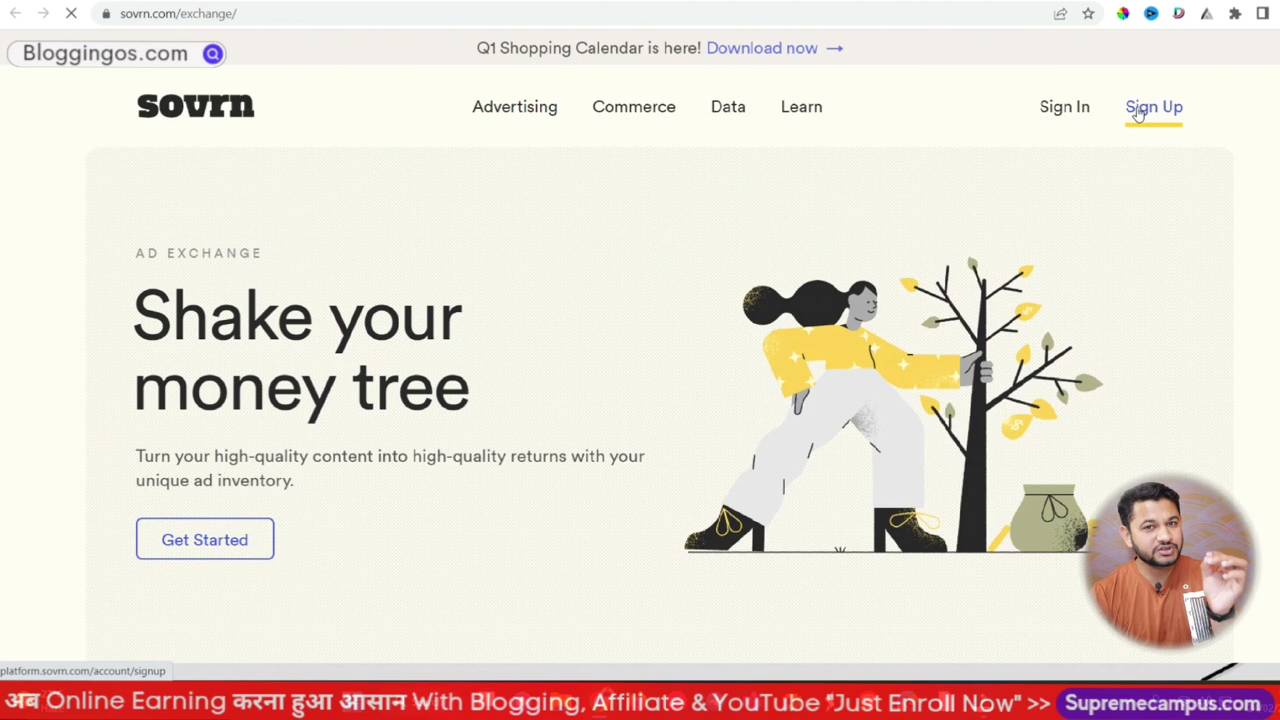 sovrn.com/exchange/
Bloggingos.com
Q1 Shopping Calendar is here! Download now →
sovrn
Advertising
Commerce
Data
Learn
Sign In
Sign Up
AD EXCHANGE
Shake your
money tree
Turn your high-quality content into high-quality returns with your
unique ad inventory.
Get Started
platform.sovrn.com/account/signup
अब Online Earning करना हुआ आसान With Blogging, Affiliate & YouTube "Just Enroll Now" >> Supremecampus.com